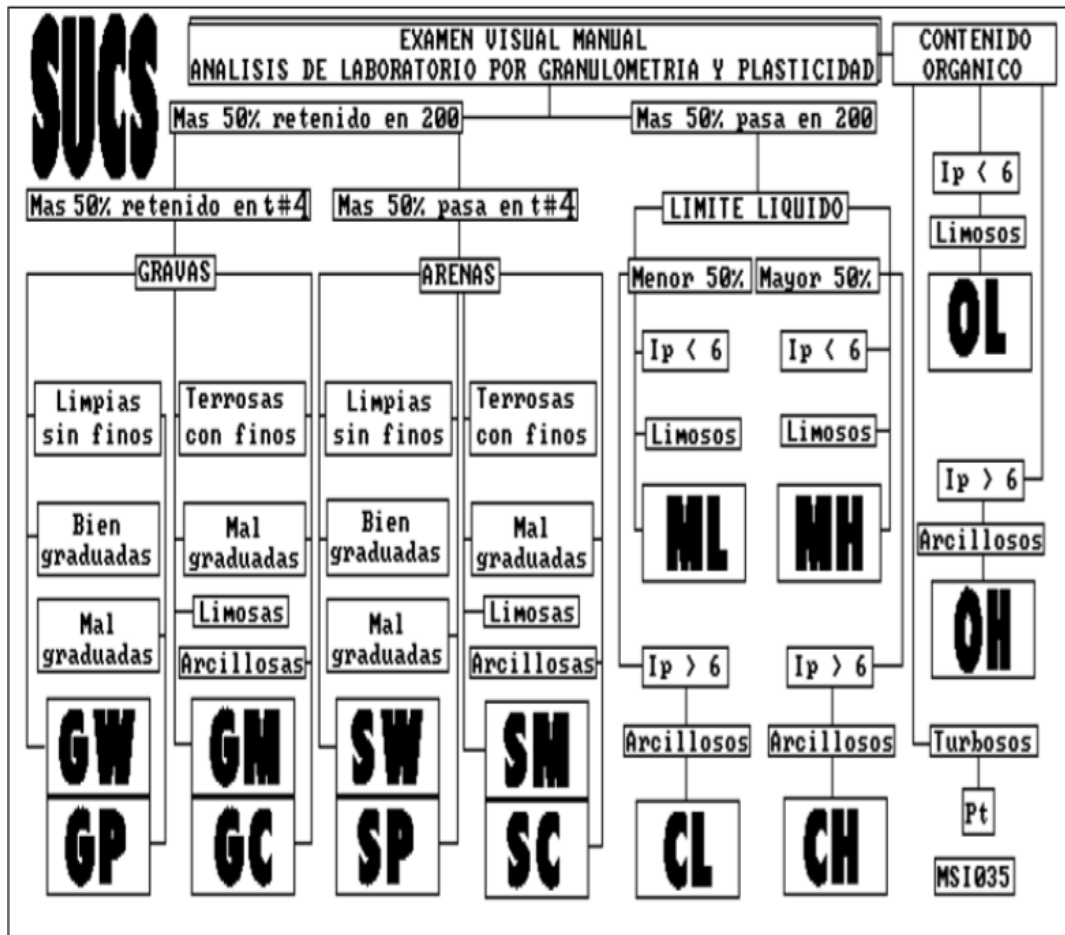 SUCS
EXAMEN VISUAL MANUAL
ANALISIS DE LABORATORIO POR GRANULOMETRIA Y PLASTICIDAD
CONTENIDO
ORGANICO
Mas 50% retenido en 200
Mas 50% pasa en 200
Mas 50% retenido en t#4
Mas 50% pasa en t#4
GRAVAS
ARENAS
Limpias
sin finos
Terrosas
con finos
Limpias
sin finos
Terrosas
con finos
Bien
graduadas
Mal
graduadas
Bien
graduadas
Mal
graduadas
Mal
graduadas
Limosas
Arcillosas
Mal
graduadas
Limosas
Arcillosas
GW
GP
GM
GC
SW
SP
SM
SC
LIMITE LIQUIDO
Menor 50%
Mayor 50%
Ip < 6
Limosos
ML
Ip < 6
Limosos
MH
Ip > 6
Arcillosos
CL
Ip > 6
Arcillosos
CH
Ip < 6
Limosos
OL
Ip > 6
Arcillosos
OH
Turbosos
Pt
MSI035